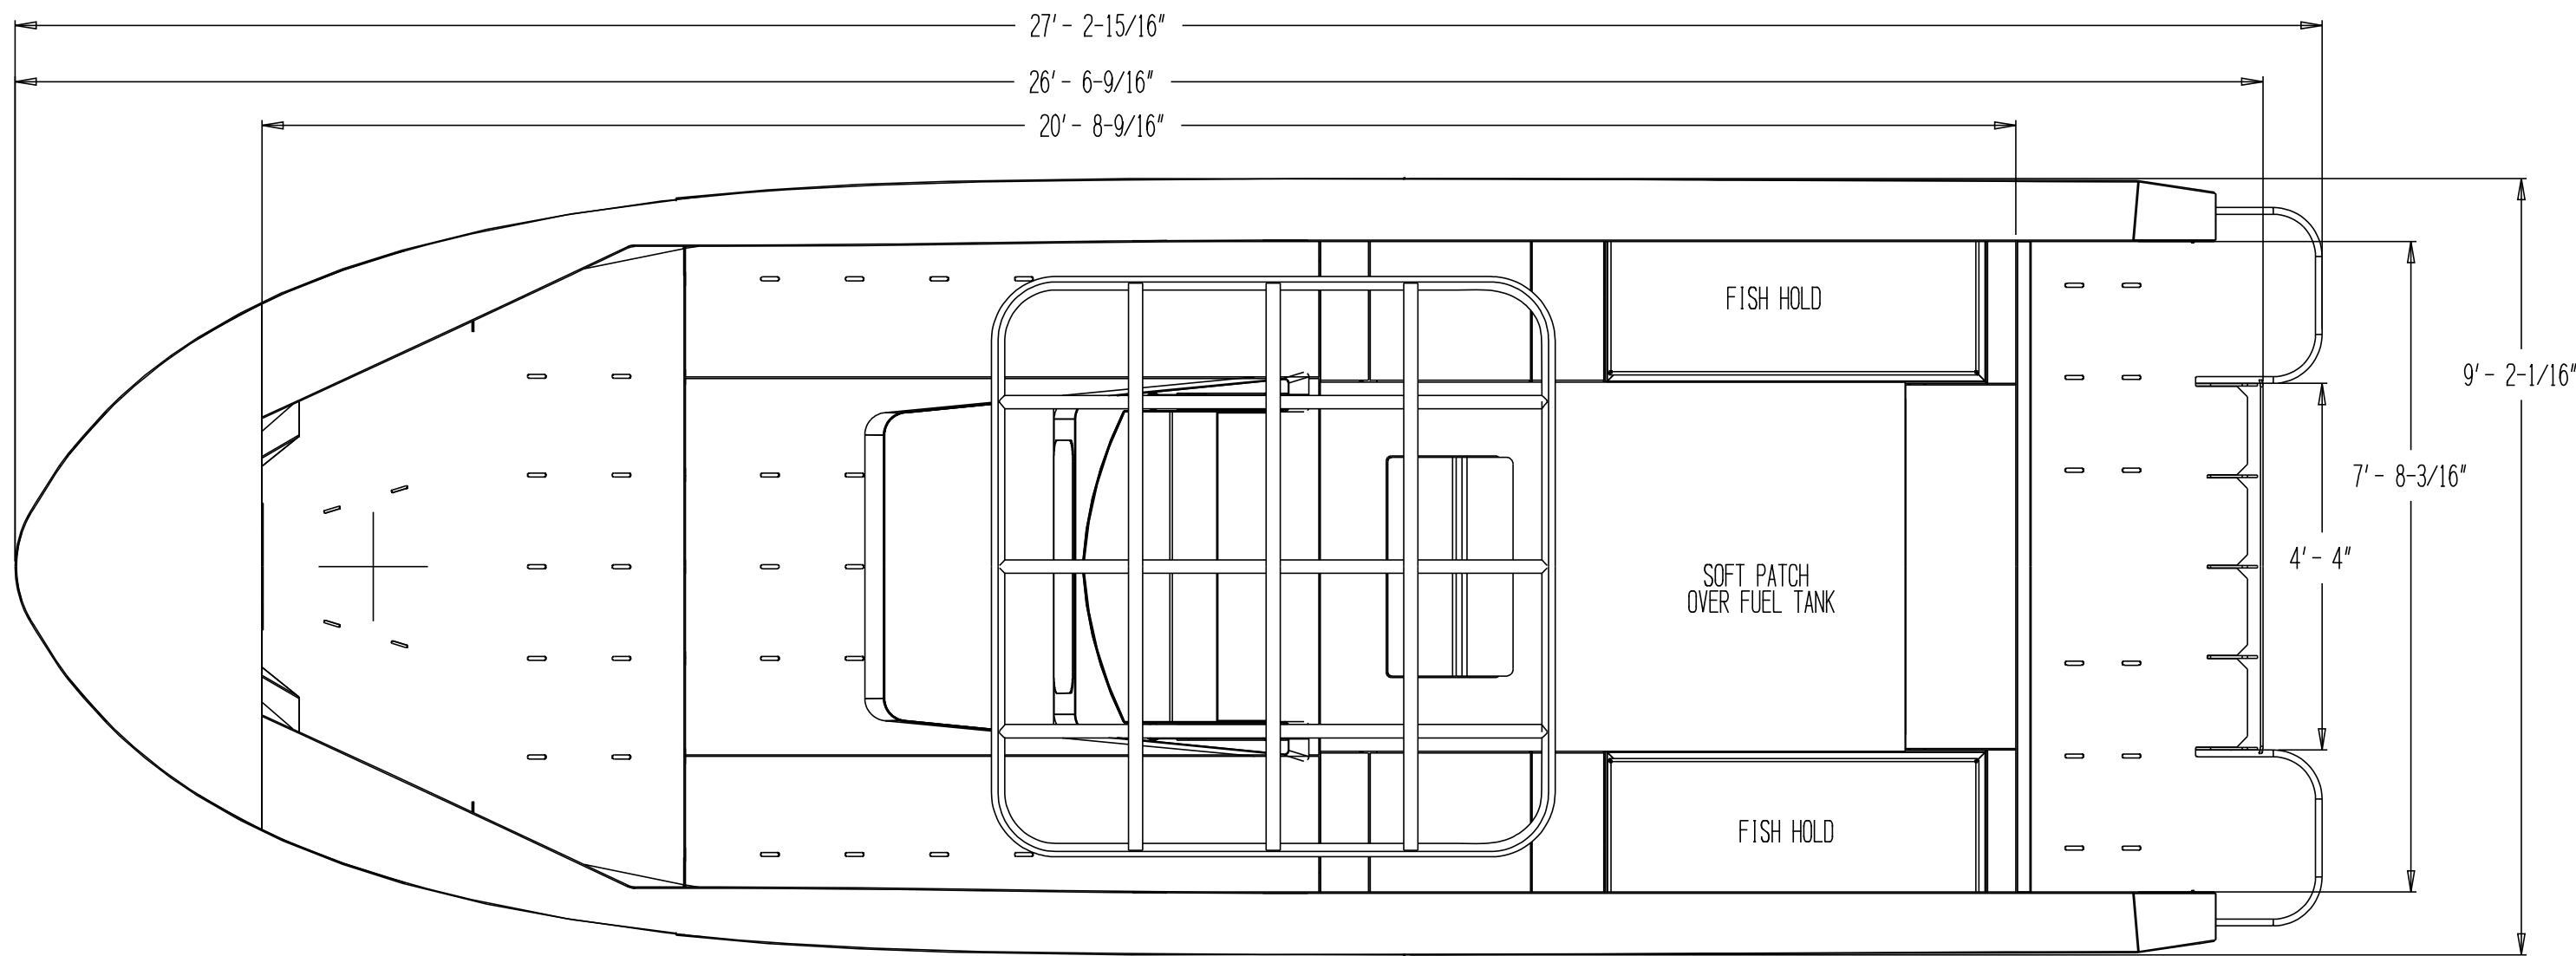 27' - 2-15/16"
26' - 6-9/16"
20' - 8-9/16"
FISH HOLD
9' - 2-1/16"
7' - 8-3/16"
4' - 4"
SOFT PATCH
OVER FUEL TANK
FISH HOLD